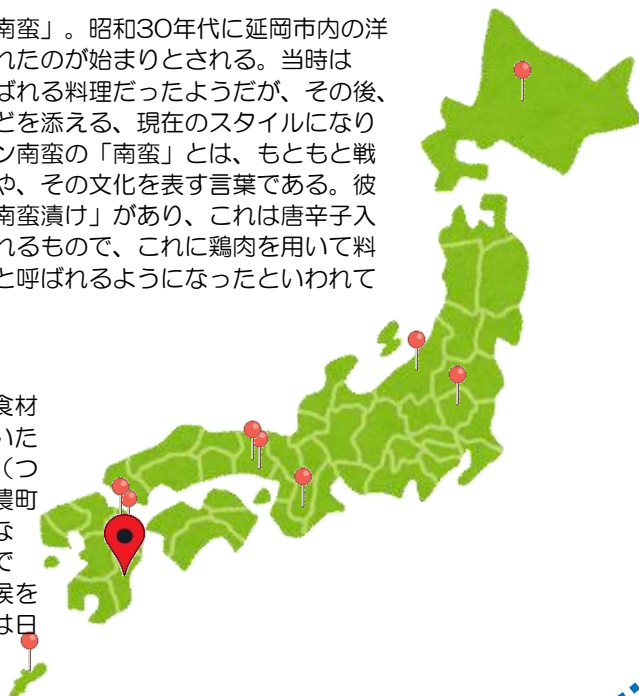 南蛮」。昭和30年代に延岡市内の洋
れたのが始まりとされる。当時は
ばれる料理だったようだが、その後、
どを添える、現在のスタイルになり
ン南蛮の「南蛮」とは、もともと戦
や、その文化を表す言葉である。彼
南蛮漬け」があり、これは唐辛子入
れるもので、これに鶏肉を用いて料
と呼ばれるようになったといわれて
食材
いた
（つ
農町
な
で
侯を
は日